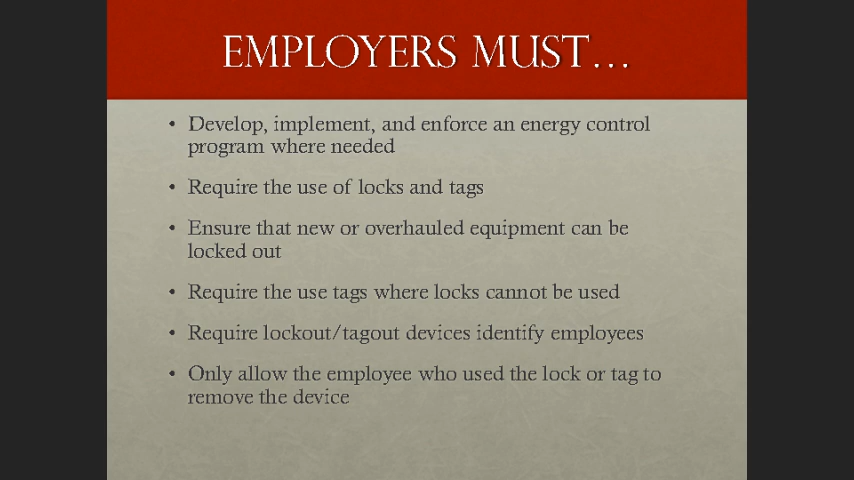 EMPLOYERS MUST...
• Develop, implement, and enforce an energy control
program where needed
• Require the use of locks and tags
• Ensure that new or overhauled equipment can be
locked out
• Require the use tags where locks cannot be used
• Require lockout/tagout devices identify employees
• Only allow the employee who used the lock or tag to
remove the device